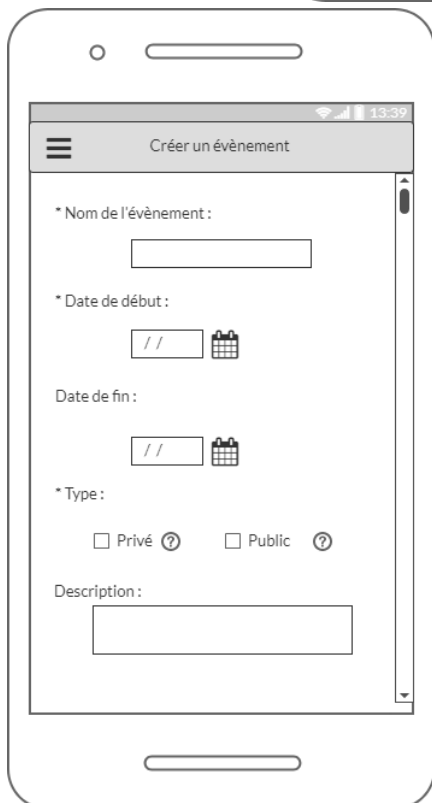 13:39
Créer un évènement
* Nom de l'évènement :
* Date de début :
/ /
Date de fin :
/ /
* Type :
Privé ? Public ?
Description :